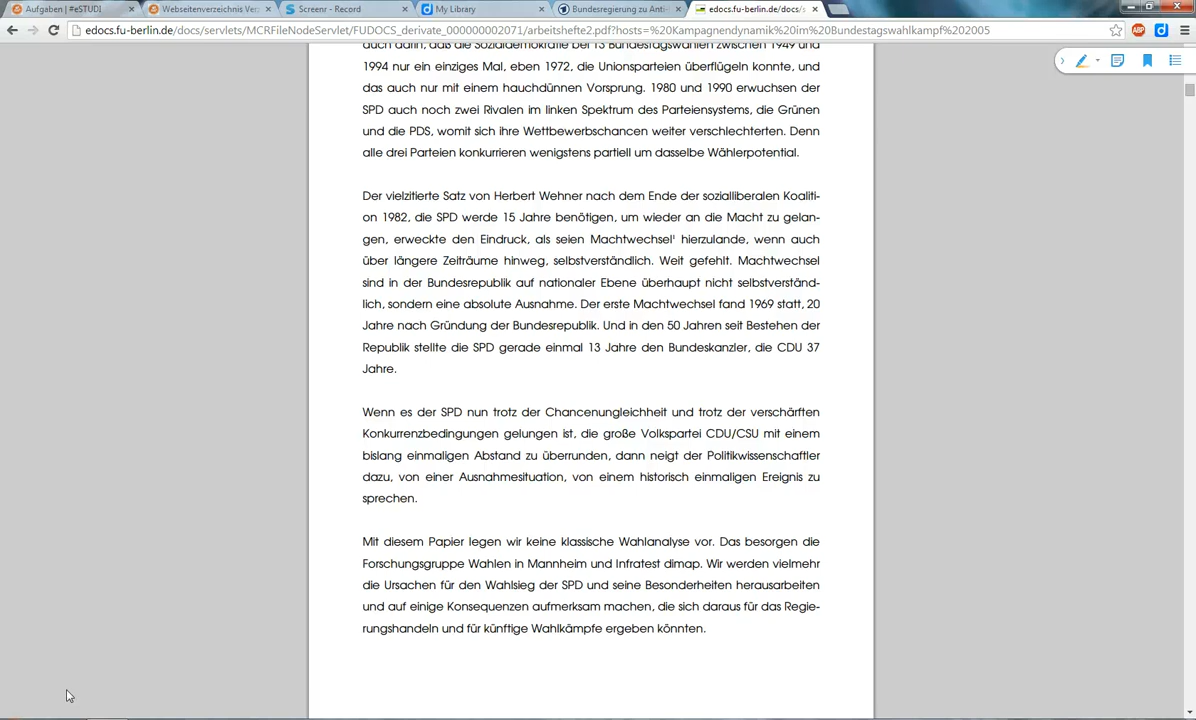 Aufgaben | #eSTUDI
Webseitenverzeichnis Ver
Screenr - Record
My Library
Bundesregierung zu Anti-
edocs.fu-berlin.de/docs/s
edocs.fu-berlin.de/docs/servlets/MCRFileNodeServlet/FUDOCS_derivate_000000002071/arbeitshefte2.pdf?hosts=%20Kampagnendynamik%20im%20Bundestagswahlkampf%202005
ABP
auch darin, das die Sozialdemokratie bei 13 Bundestagswahlen zwischen 1949 und
1994 nur ein einziges Mal, eben 1972, die Unionsparteien überflügeln konnte, und
das auch nur mit einem hauchdünnen Vorsprung. 1980 und 1990 erwuchsen der
SPD auch noch zwei Rivalen im linken Spektrum des Parteiensystems, die Grünen
und die PDS, womit sich ihre Wettbewerbschancen weiter verschlechterten. Denn
alle drei Parteien konkurrieren wenigstens partiell um dasselbe Wählerpotential.
Der vielzitierte Satz von Herbert Wehner nach dem Ende der sozialliberalen Koaliti-
on 1982, die SPD werde 15 Jahre benötigen, um wieder an die Macht zu gelan-
gen, erweckte den Eindruck, als seien Machtwechsel¹ hierzulande, wenn auch
über längere Zeiträume hinweg, selbstverständlich. Weit gefehlt. Machtwechsel
sind in der Bundesrepublik auf nationaler Ebene überhaupt nicht selbstverständ-
lich, sondern eine absolute Ausnahme. Der erste Machtwechsel fand 1969 statt, 20
Jahre nach Gründung der Bundesrepublik. Und in den 50 Jahren seit Bestehen der
Republik stellte die SPD gerade einmal 13 Jahre den Bundeskanzler, die CDU 37
Jahre.
Wenn es der SPD nun trotz der Chancenungleichheit und trotz der verschärften
Konkurrenzbedingungen gelungen ist, die große Volkspartei CDU/CSU mit einem
bislang einmaligen Abstand zu überrunden, dann neigt der Politikwissenschaftler
dazu, von einer Ausnahmesituation, von einem historisch einmaligen Ereignis zu
sprechen.
Mit diesem Papier legen wir keine klassische Wahlanalyse vor. Das besorgen die
Forschungsgruppe Wahlen in Mannheim und Infratest dimap. Wir werden vielmehr
die Ursachen für den Wahlsieg der SPD und seine Besonderheiten herausarbeiten
und auf einige Konsequenzen aufmerksam machen, die sich daraus für das Regie-
rungshandeln und für künftige Wahlkämpfe ergeben könnten.